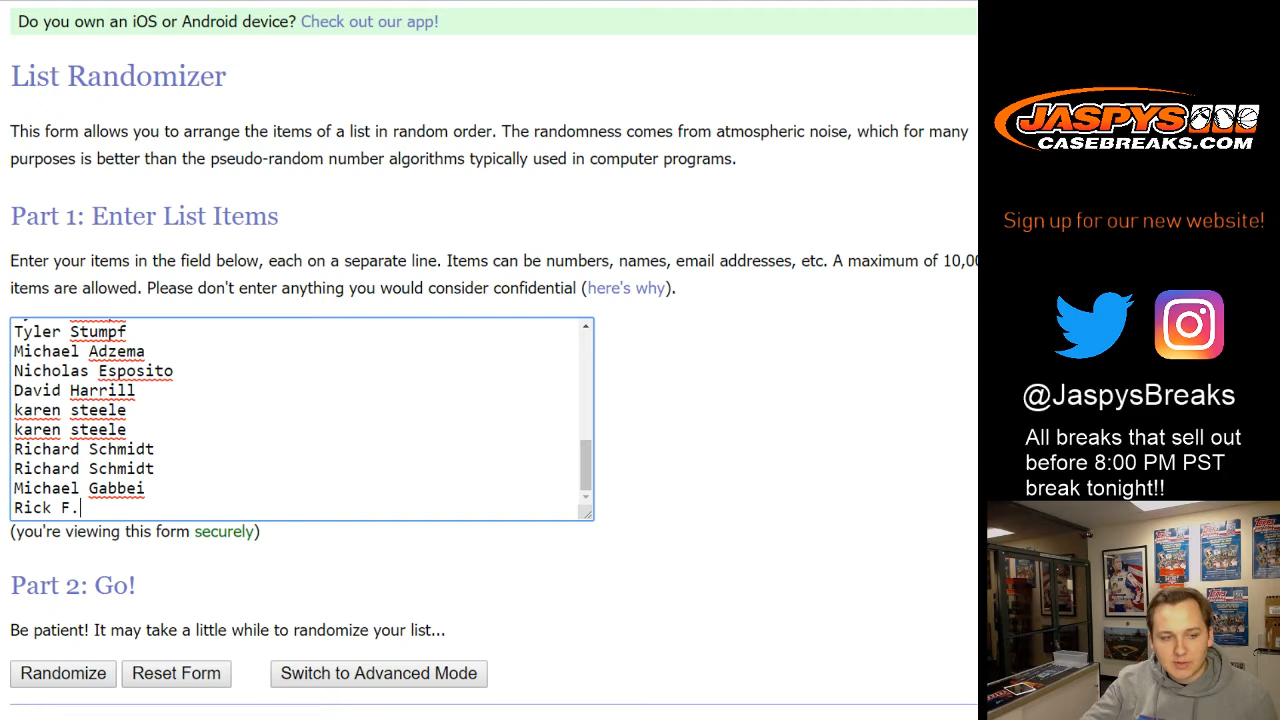 Do you own an iOS or Android device? Check out our app!
List Randomizer
This form allows you to arrange the items of a list in random order. The randomness comes from atmospheric noise, which for many
purposes is better than the pseudo-random number algorithms typically used in computer programs.
Part 1: Enter List Items
Enter your items in the field below, each on a separate line. Items can be numbers, names, email addresses, etc. A maximum of 10,00
items are allowed. Please don't enter anything you would consider confidential (here's why).
Tyler Stumpf
Michael Adzema
Nicholas Esposito
David Harrill
karen steele
karen steele
Richard Schmidt
Richard Schmidt
Michael Gabbei
Rick F.
(you're viewing this form securely)
Part 2: Go!
Be patient! It may take a little while to randomize your list...
Randomize
Reset Form
Switch to Advanced Mode
JASPYS
CASEBREAKS.COM
Sign up for our new website!
@JaspysBreaks
All breaks that sell out
before 8:00 PM PST
break tonight!!